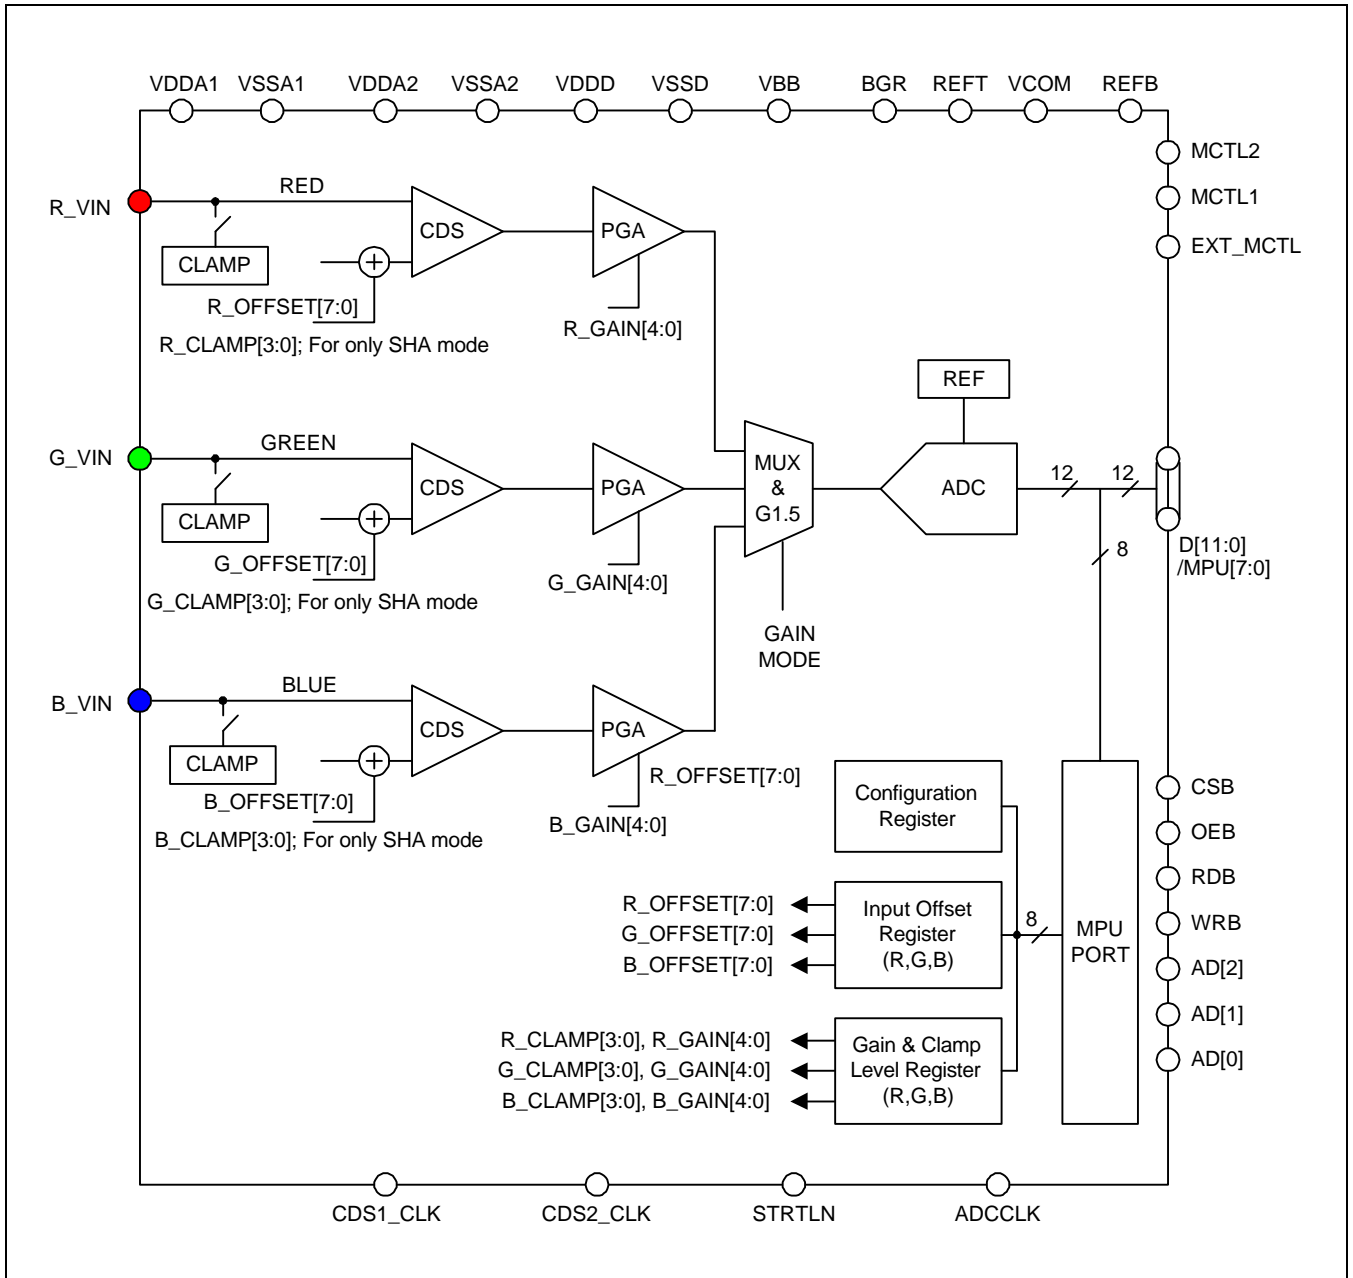 VDDA1 VSSA1 VDDA2 VSSA2 VDDD VSSD VBB BGR REFT VCOM REFB
MCTL2
MCTL1
EXT_MCTL
R_VIN
RED
CLAMP
CDS
PGA
R_OFFSET[7:0]
R_CLAMP[3:0]; For only SHA mode
R_GAIN[4:0]
G_VIN
GREEN
CLAMP
CDS
PGA
G_OFFSET[7:0]
G_CLAMP[3:0]; For only SHA mode
G_GAIN[4:0]
MUX
&
G1.5
GAIN
MODE
REF
ADC
12
12
8
D[11:0]
/MPU[7:0]
B_VIN
BLUE
CLAMP
CDS
PGA
B_OFFSET[7:0]
B_CLAMP[3:0]; For only SHA mode
R_OFFSET[7:0]
B_GAIN[4:0]
Configuration
Register
R_OFFSET[7:0]
G_OFFSET[7:0]
B_OFFSET[7:0]
Input Offset
Register
(R,G,B)
8
MPU
PORT
R_CLAMP[3:0], R_GAIN[4:0]
G_CLAMP[3:0], G_GAIN[4:0]
B_CLAMP[3:0], B_GAIN[4:0]
Gain & Clamp
Level Register
(R,G,B)
CSB
OEB
RDB
WRB
AD[2]
AD[1]
AD[0]
CDS1_CLK CDS2_CLK STRTLN ADCCLK